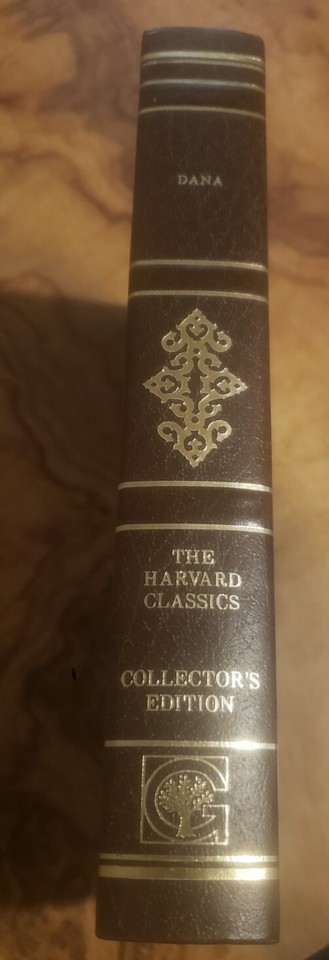 DANA
THE
HARVARD
CLASSICS
COLLECTOR'S
EDITION
G